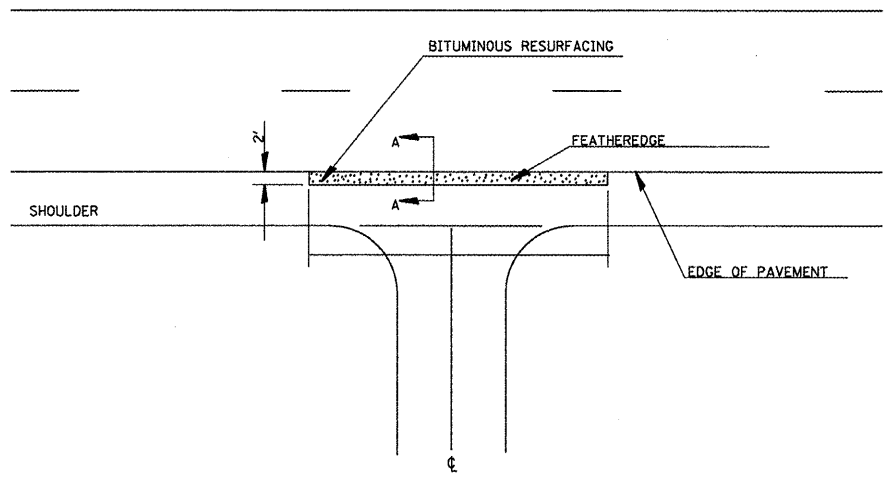 BITUMINOUS RESURFACING
2'
A
FEATHEREDGE
A
SHOULDER
EDGE OF PAVEMENT
℄